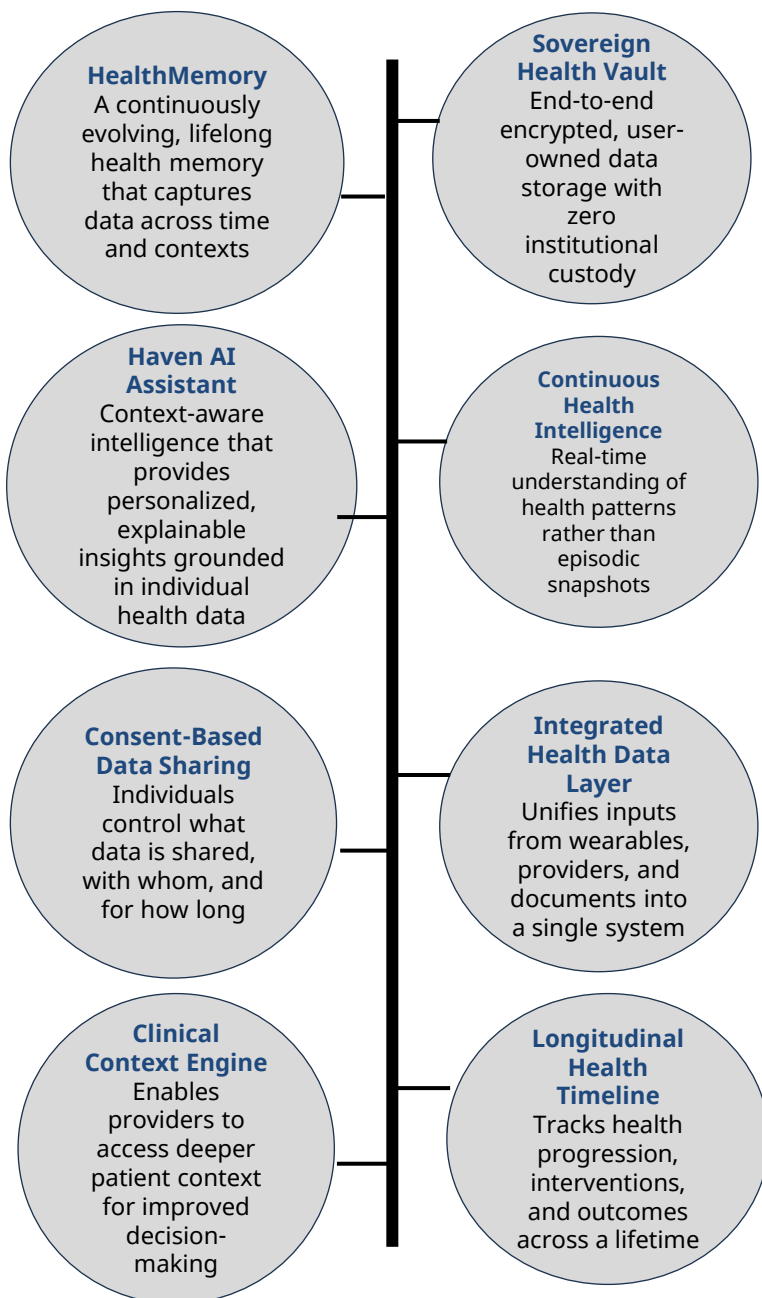 HealthMemory
A continuously
evolving, lifelong
health memory
that captures
data across time
and contexts
Sovereign
Health Vault
End-to-end
encrypted, user-
owned data
storage with
zero
institutional
custody
Haven AI
Assistant
Context-aware
intelligence that
provides
personalized,
explainable
insights grounded
in individual
health data
Continuous
Health
Intelligence
Real-time
understanding of
health patterns
rather than
episodic
snapshots
Consent-Based
Data Sharing
Individuals
control what
data is shared,
with whom, and
for how long
Integrated
Health Data
Layer
Unifies inputs
from wearables,
providers, and
documents into
a single system
Clinical
Context Engine
Enables
providers to
access deeper
patient context
for improved
decision-
making
Longitudinal
Health
Timeline
Tracks health
progression,
interventions,
and outcomes
across a lifetime